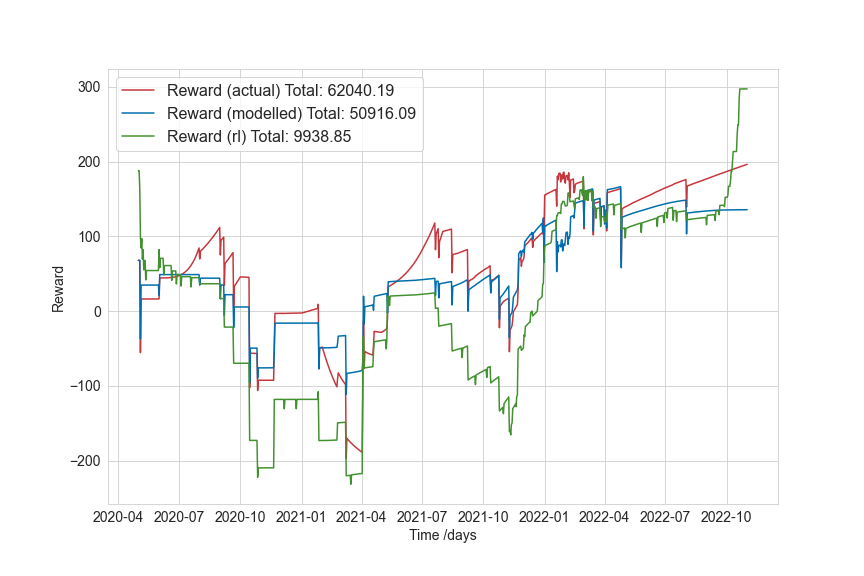 Reward (actual) Total: 62040.19
Reward (modelled) Total: 50916.09
Reward (rl) Total: 9938.85
300
200
100
0
−100
−200
Reward
2020-04 2020-07 2020-10 2021-01 2021-04 2021-07 2021-10 2022-01 2022-04 2022-07 2022-10
Time /days